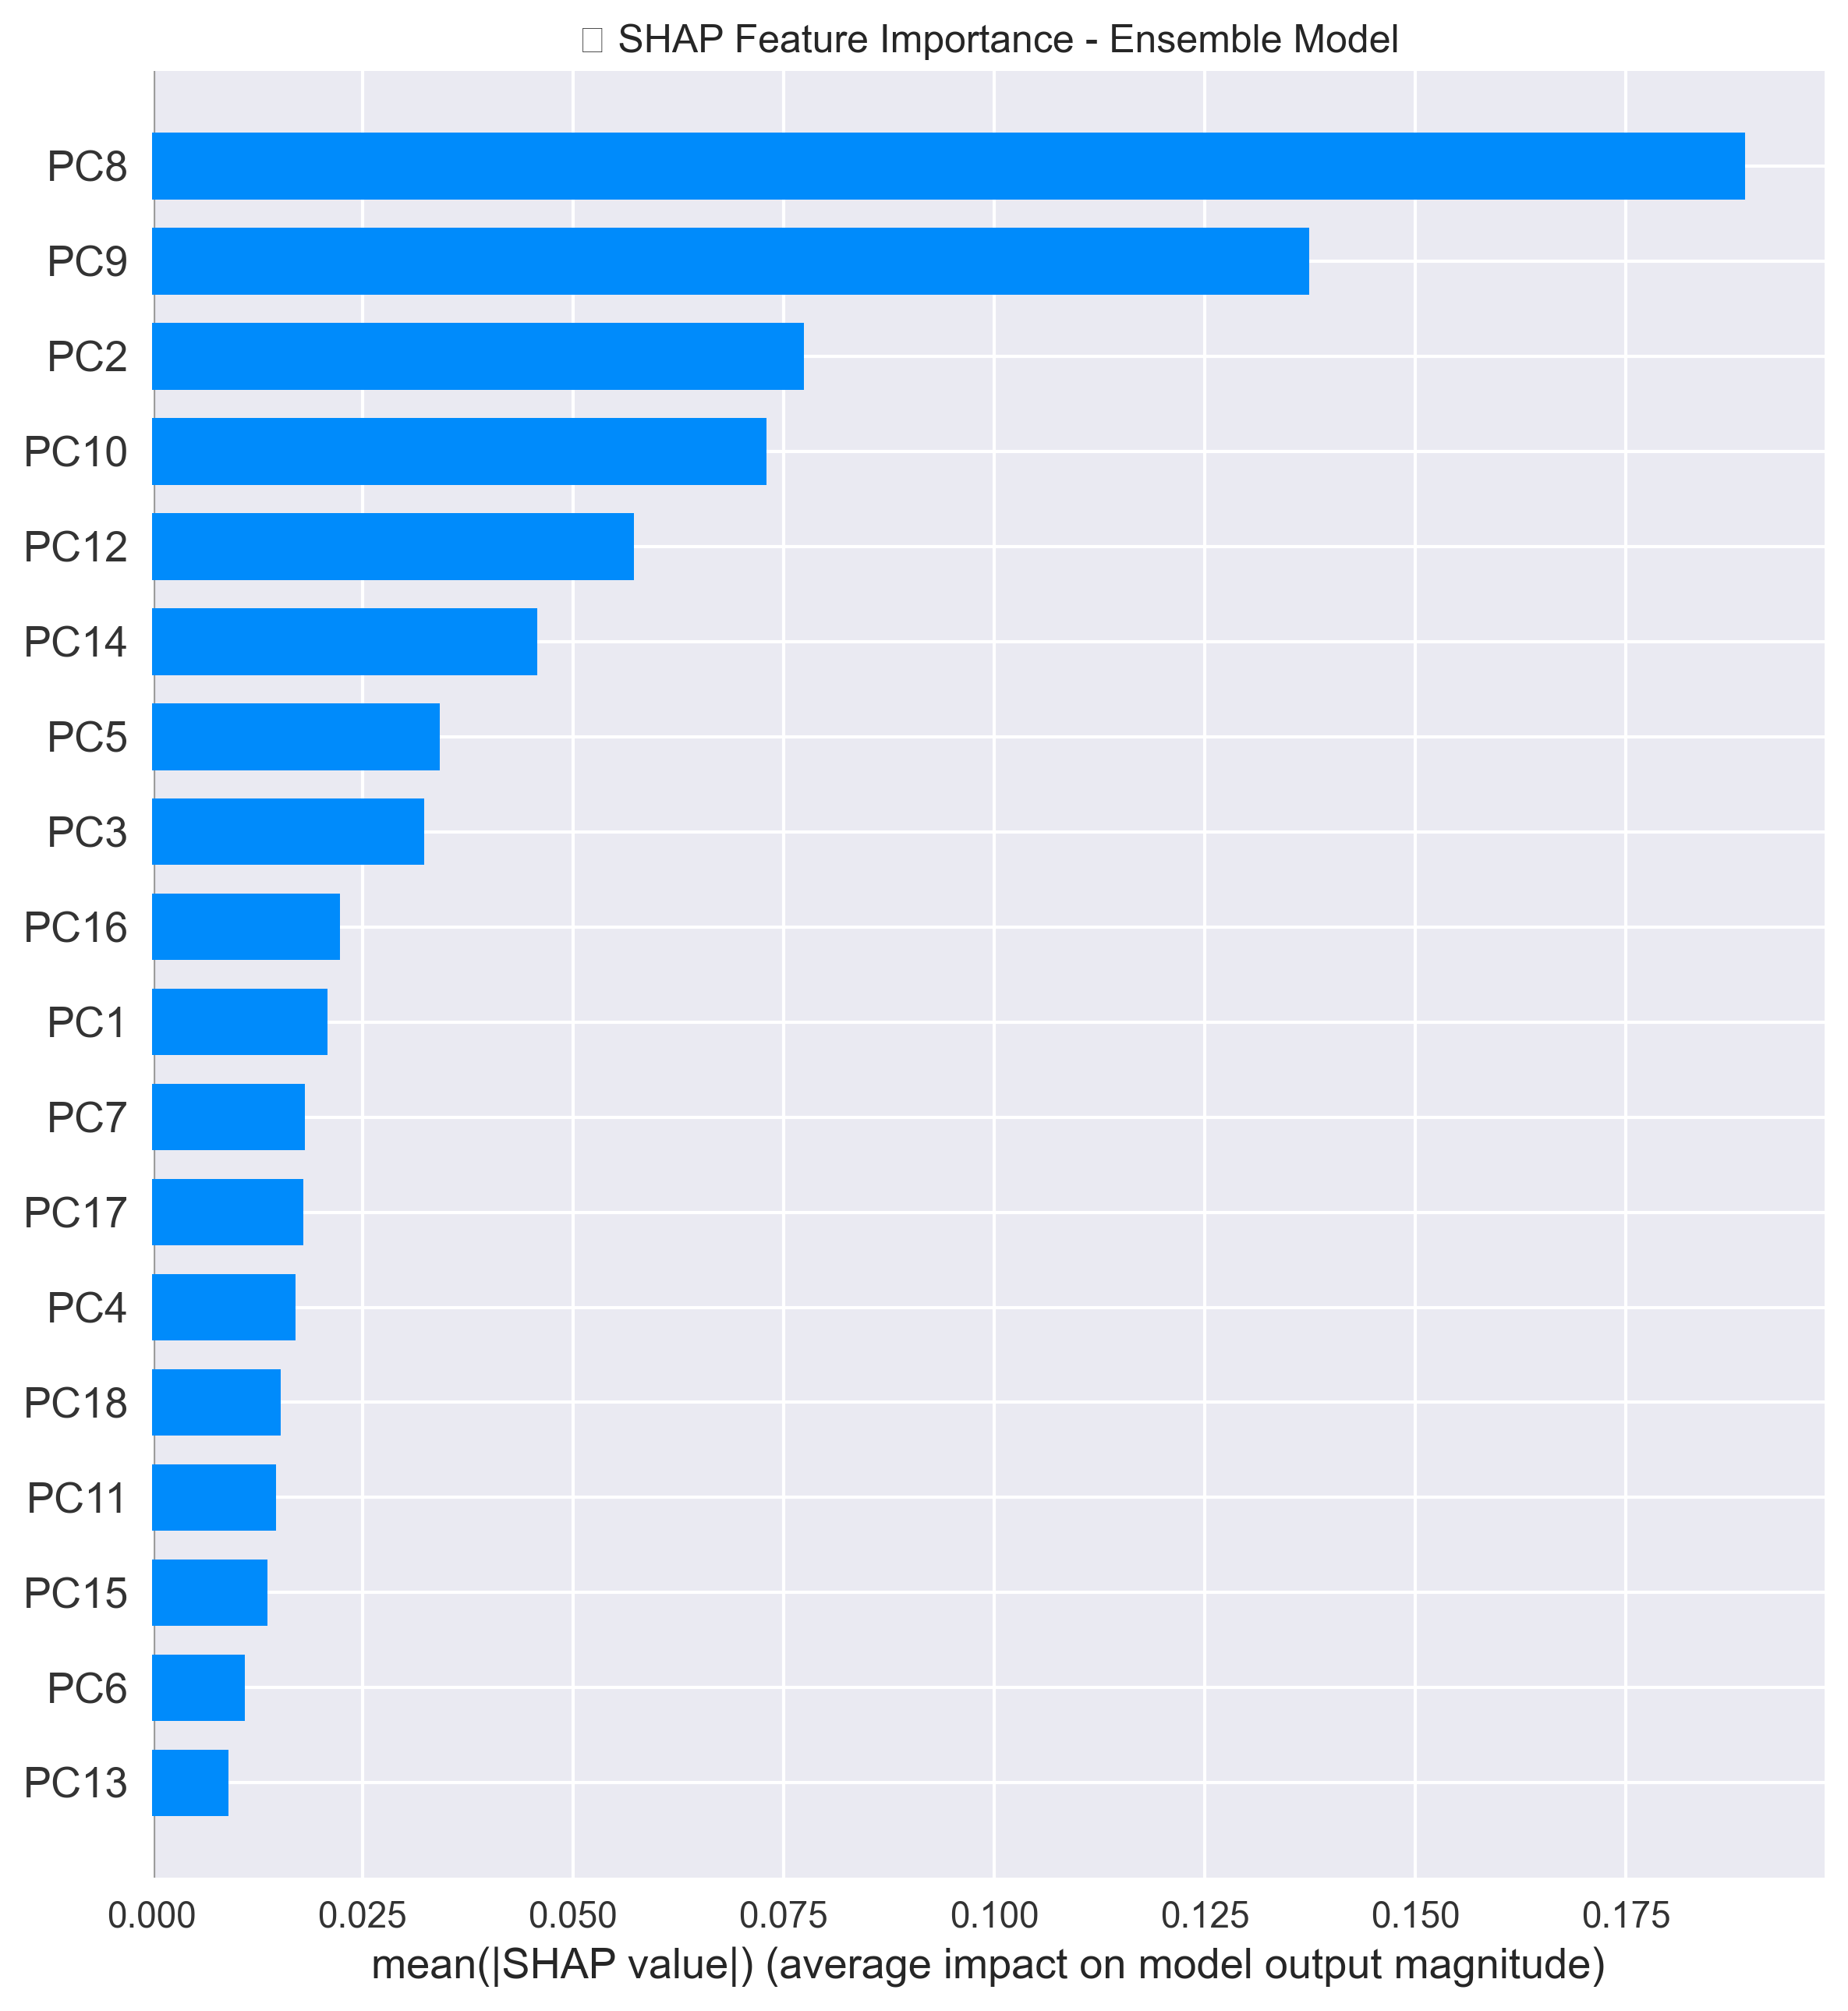 SHAP Feature Importance - Ensemble Model
PC8
PC9
PC2
PC10
PC12
PC14
PC5
PC3
PC16
PC1
PC7
PC17
PC4
PC18
PC11
PC15
PC6
PC13
0.000 0.025 0.050 0.075 0.100 0.125 0.150 0.175
mean(|SHAP value|) (average impact on model output magnitude)